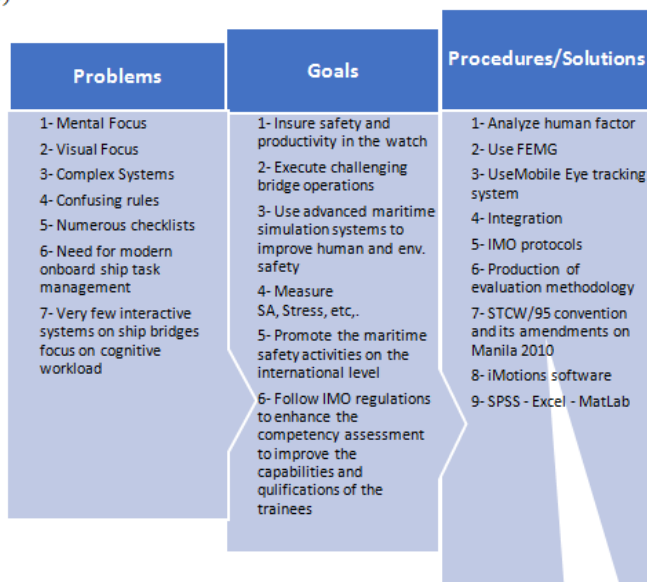 )
Problems
1- Mental Focus
2- Visual Focus
3- Complex Systems
4- Confusing rules
5- Numerous checklists
6- Need for modern
onboard ship task
management
7- Very few interactive
systems on ship bridges
focus on cognitive
workload
Goals
1- Insure safety and
productivity in the watch
2- Execute challenging
bridge operations
3- Use advanced maritime
simulation systems to
improve human and env.
safety
4- Measure
SA, Stress, etc,.
5- Promote the maritime
safety activities on the
international level
6- Follow IMO regulations
to enhance the
competency assessment
to improve the
capabilities and
qulifications of the
trainees
Procedures/Solutions
1- Analyze human factor
2- Use FEMG
3- UseMobile Eye tracking
system
4- Integration
5- IMO protocols
6- Production of
evaluation methodology
7- STCW/95 convention
and its amendments on
Manila 2010
8- iMotions software
9- SPSS - Excel - MatLab